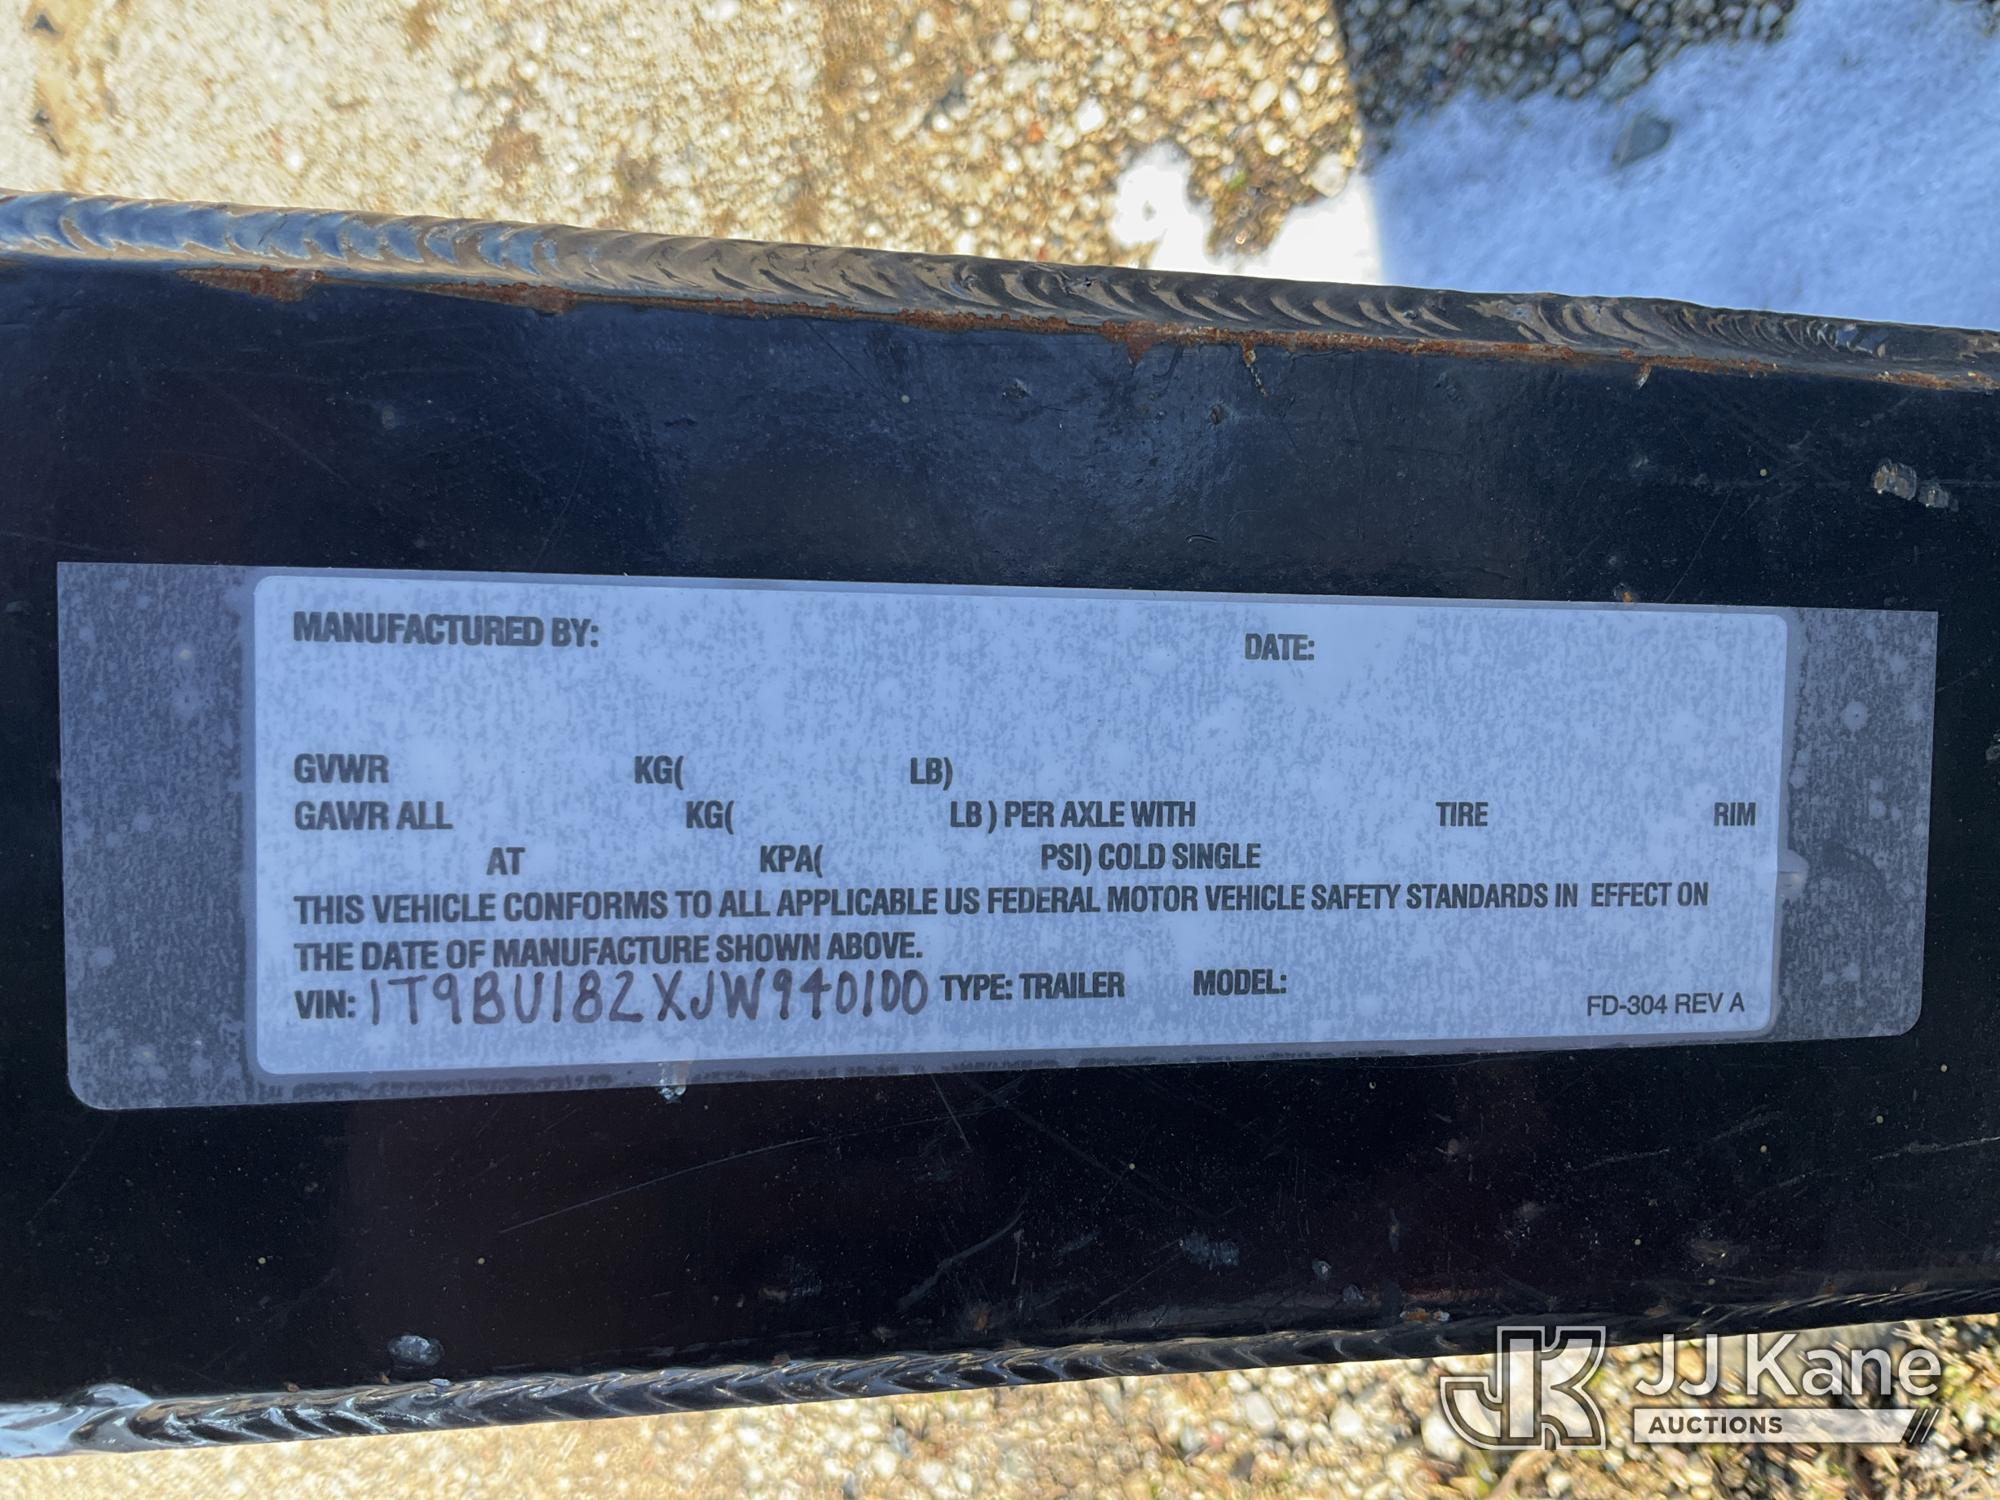 MANUFACTURED BY: DATE:
GVWR KG( LB)
GAWR ALL KG( LB) PER AXLE WITH TIRE RIM
AT KPA( PSI) COLD SINGLE
THIS VEHICLE CONFORMS TO ALL APPLICABLE US FEDERAL MOTOR VEHICLE SAFETY STANDARDS IN EFFECT ON
THE DATE OF MANUFACTURE SHOWN ABOVE.
VIN: 1T9BU182XJW940100 TYPE: TRAILER MODEL:
FD-304 REV A
JK JJ Kane
AUCTIONS